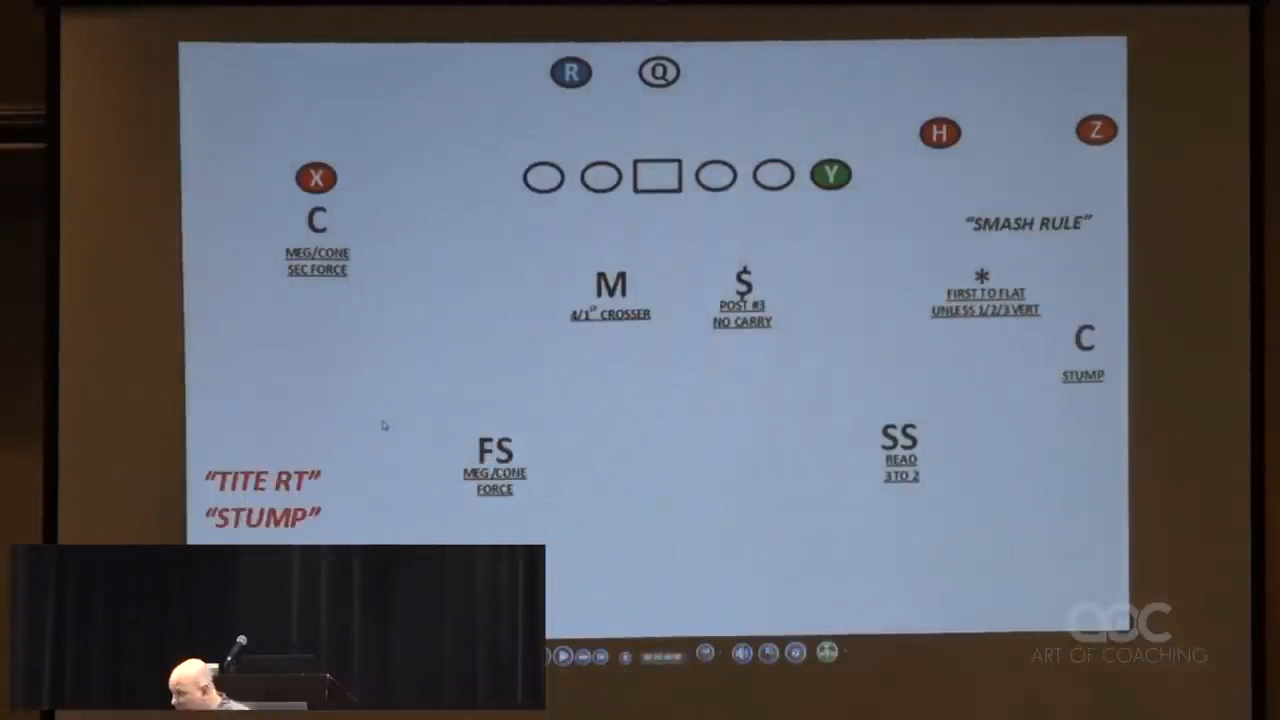 R Q
H Z
X Y
C
MEG/CONE
SEC FORCE
"SMASH RULE"
M
4/1ST CROSSER
$
POST #3
NO CARRY
*
FIRST TO FLAT
UNLESS 1/2/3 VERT
C
STUMP
FS
MEG/CONE
FORCE
SS
READ
3 TO 2
"TITE RT"
"STUMP"
aoc
ART OF COACHING